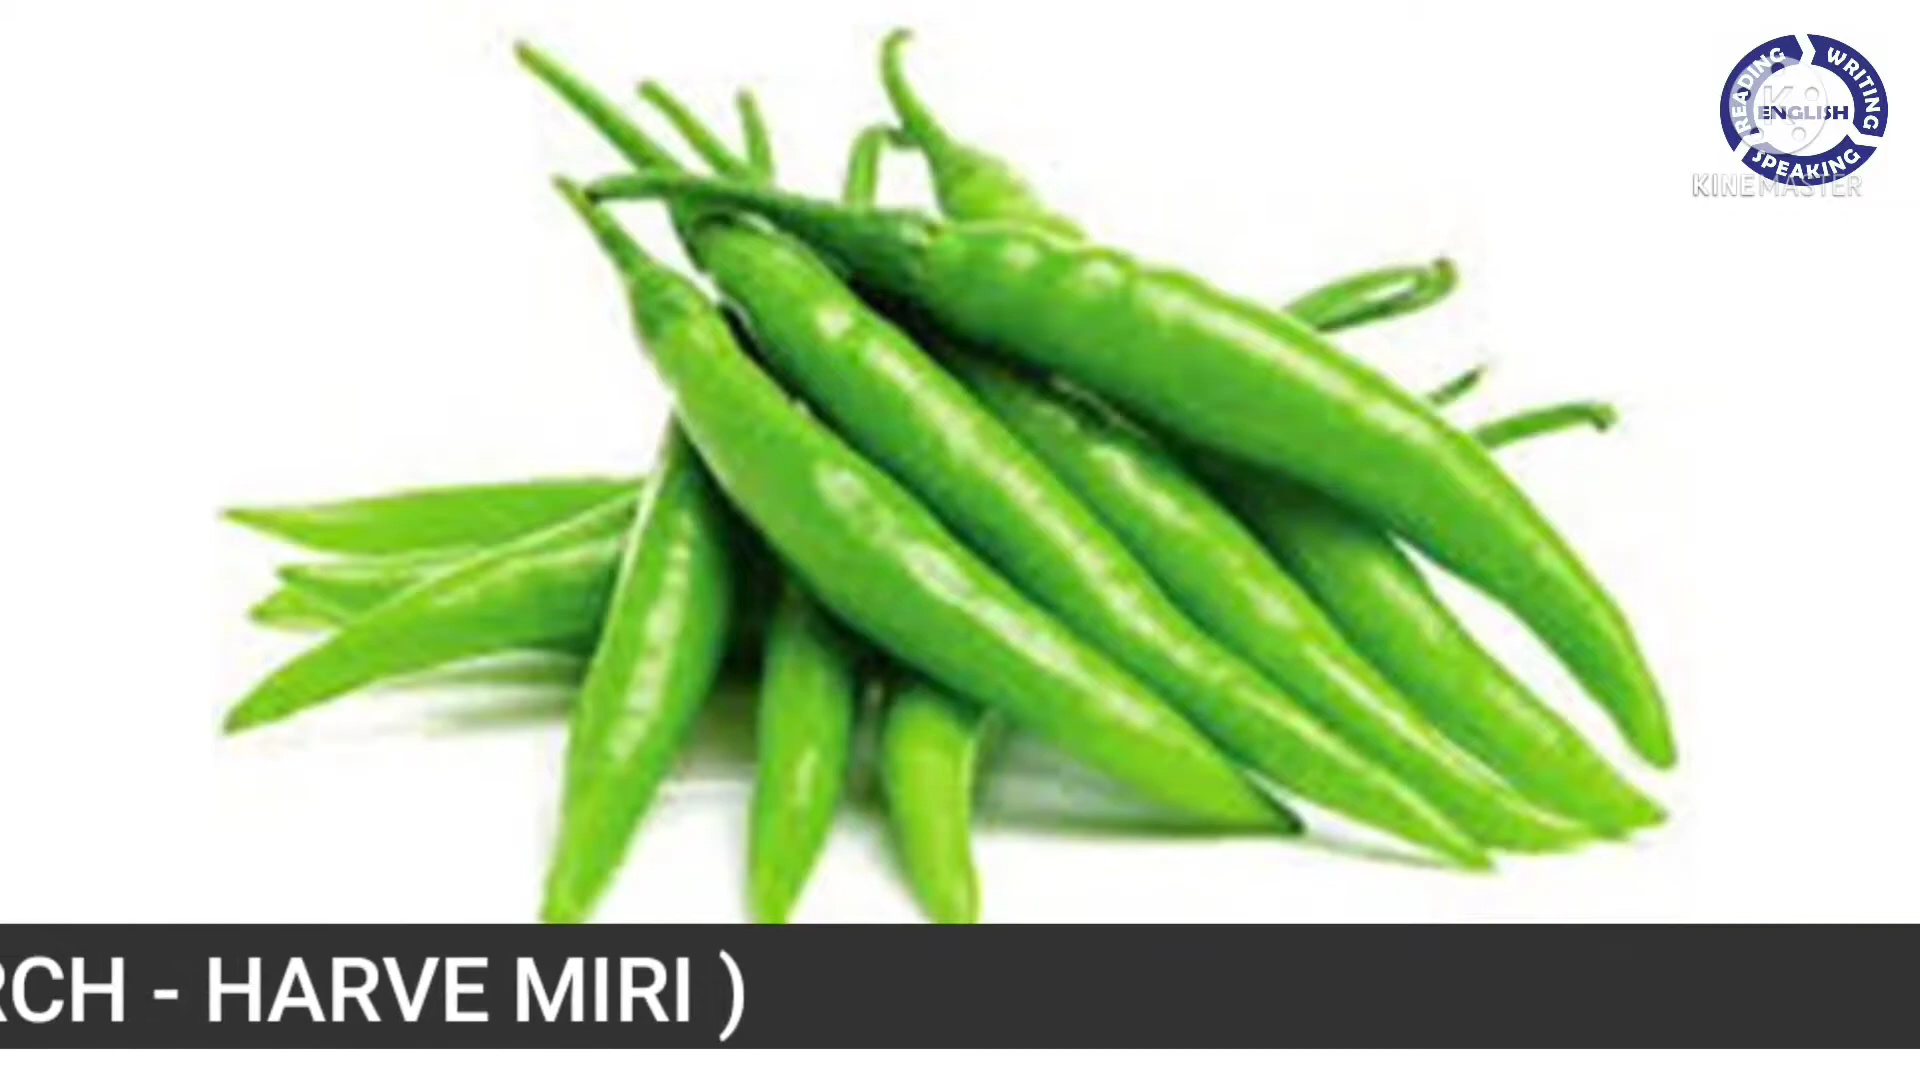 READING
WRITING
ENGLISH
SPEAKING
KINEMASTER
RCH - HARVE MIRI )